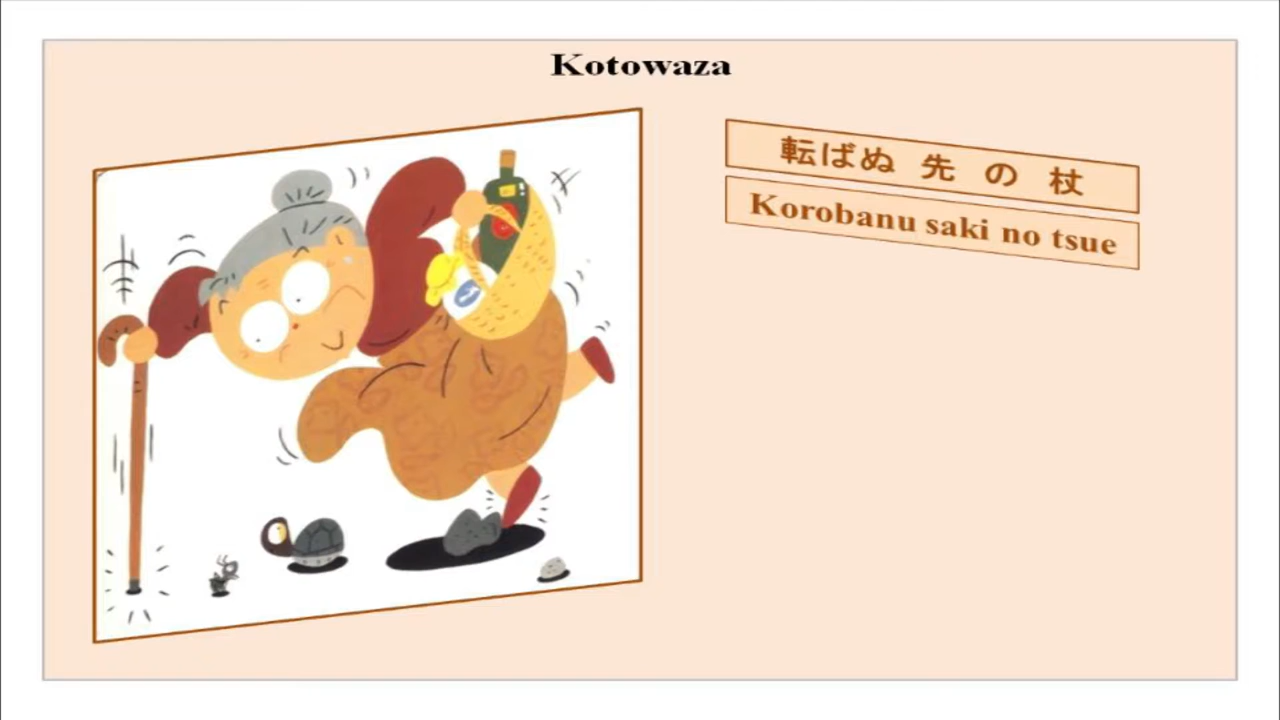 Kotowaza
転ばぬ 先 の 杖
Korobanu saki no tsue